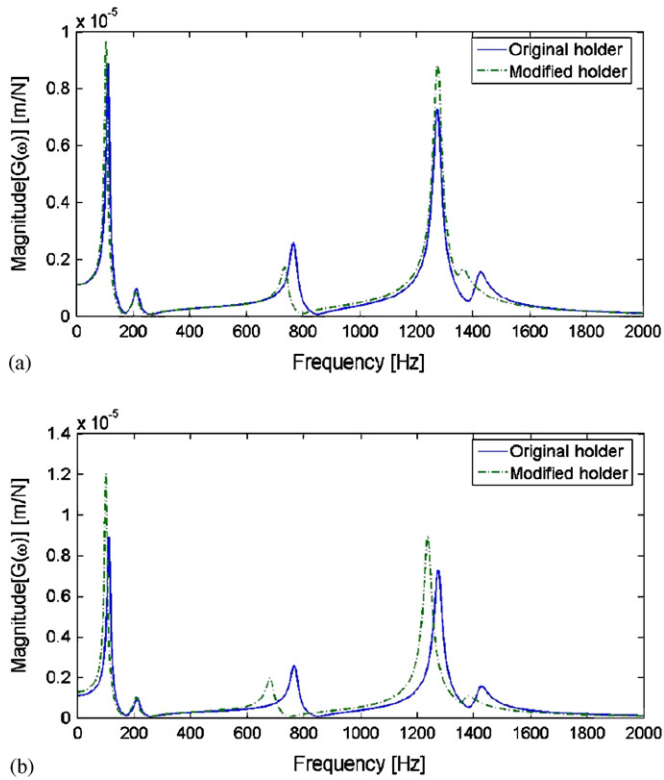 x 10-5
1
0.8
0.6
0.4
0.2
0
Magnitude[G(ω)] [m/N]
Original holder
Modified holder
0 200 400 600 800 1000 1200 1400 1600 1800 2000
Frequency [Hz]
(a)
x 10-5
1.4
1.2
1
0.8
0.6
0.4
0.2
0
Magnitude[G(ω)] [m/N]
Original holder
Modified holder
0 200 400 600 800 1000 1200 1400 1600 1800 2000
Frequency [Hz]
(b)